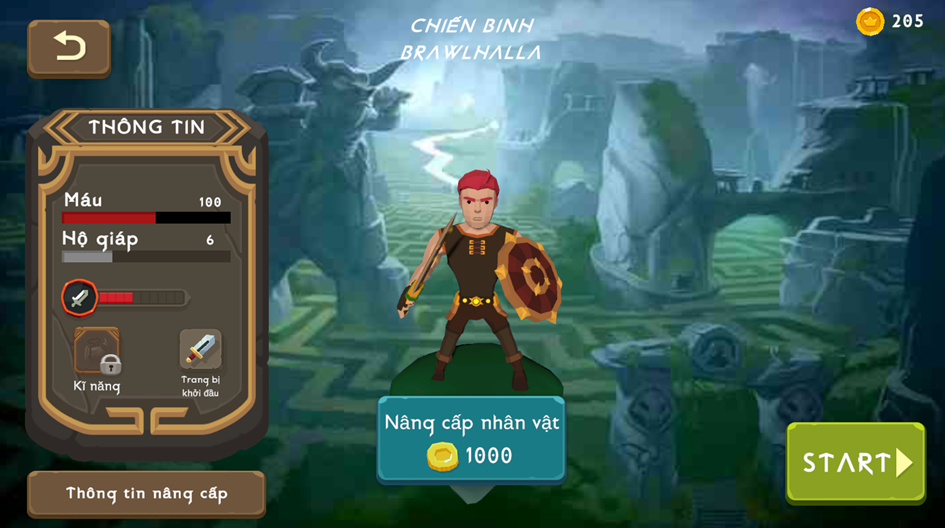 CHIẾN BINH
BRAWLHALLA
205
THÔNG TIN
Máu 100
Hộ giáp 6
Kĩ năng
Trang bị
khởi đầu
Thông tin nâng cấp
Nâng cấp nhân vật
1000
START